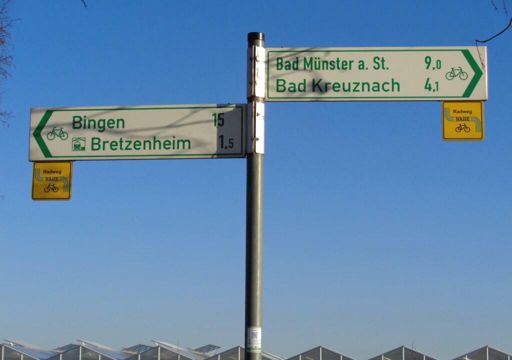 Bad Münster a. St. 9,0
Bad Kreuznach 4,1
Radweg
NAHE
Bingen 15
Bretzenheim 1,5
Radweg
NAHE